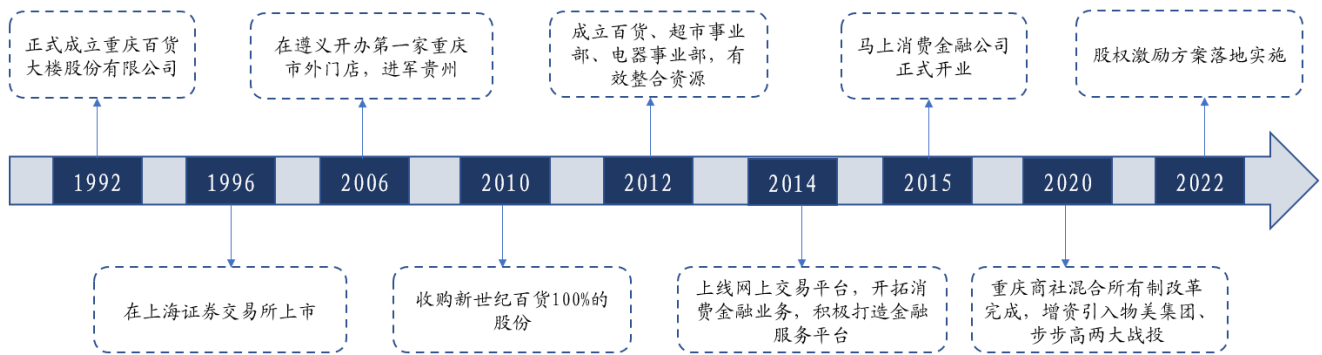 正式成立重庆百货
大楼股份有限公司
在遵义开办第一家重庆
市外门店，进军贵州
成立百货、超市事业
部、电器事业部，有
效整合资源
马上消费金融公司
正式开业
股权激励方案落地实施
1992
1996
2006
2010
2012
2014
2015
2020
2022
在上海证券交易所上市
收购新世纪百货100%的
股份
上线网上交易平台，开拓消
费金融业务，积极打造金融
服务平台
重庆商社混合所有制改革
完成，增资引入物美集团、
步步高两大战投